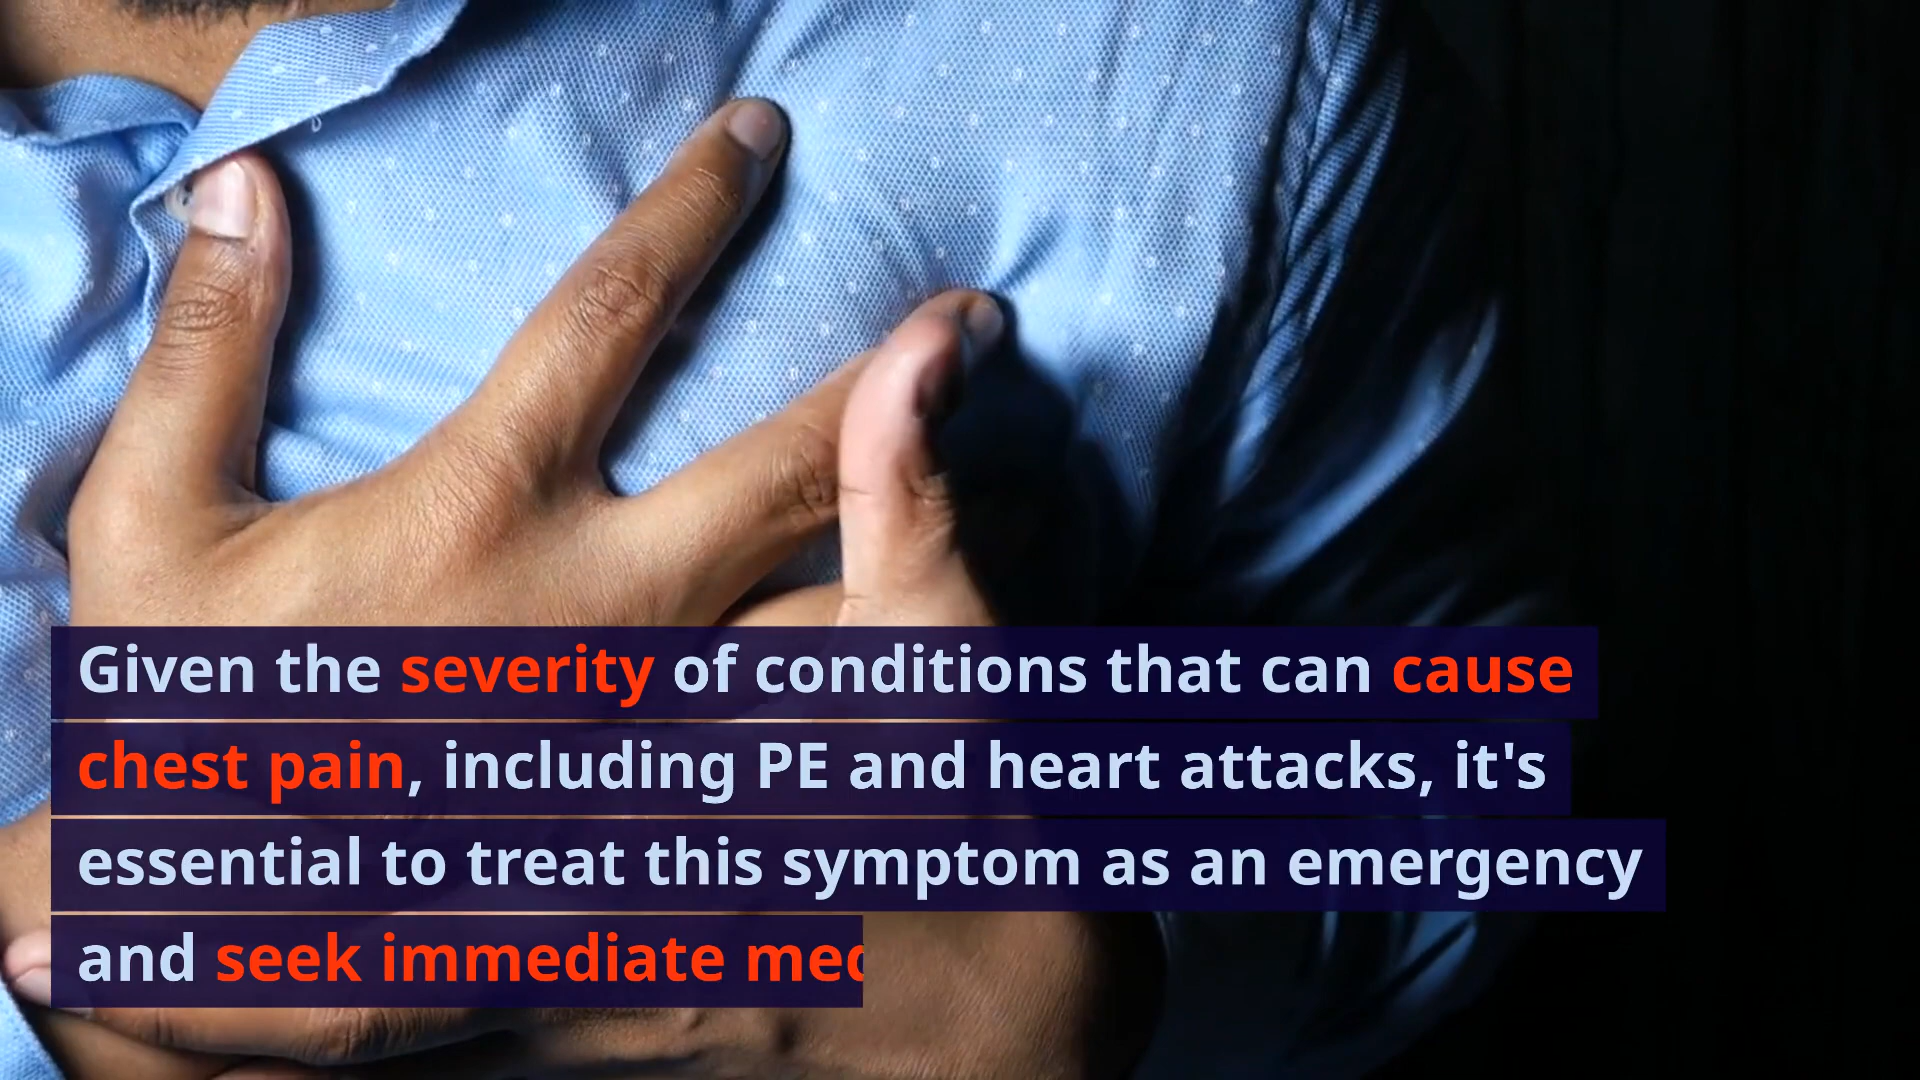 Given the severity of conditions that can cause
chest pain, including PE and heart attacks, it's
essential to treat this symptom as an emergency
and seek immediate